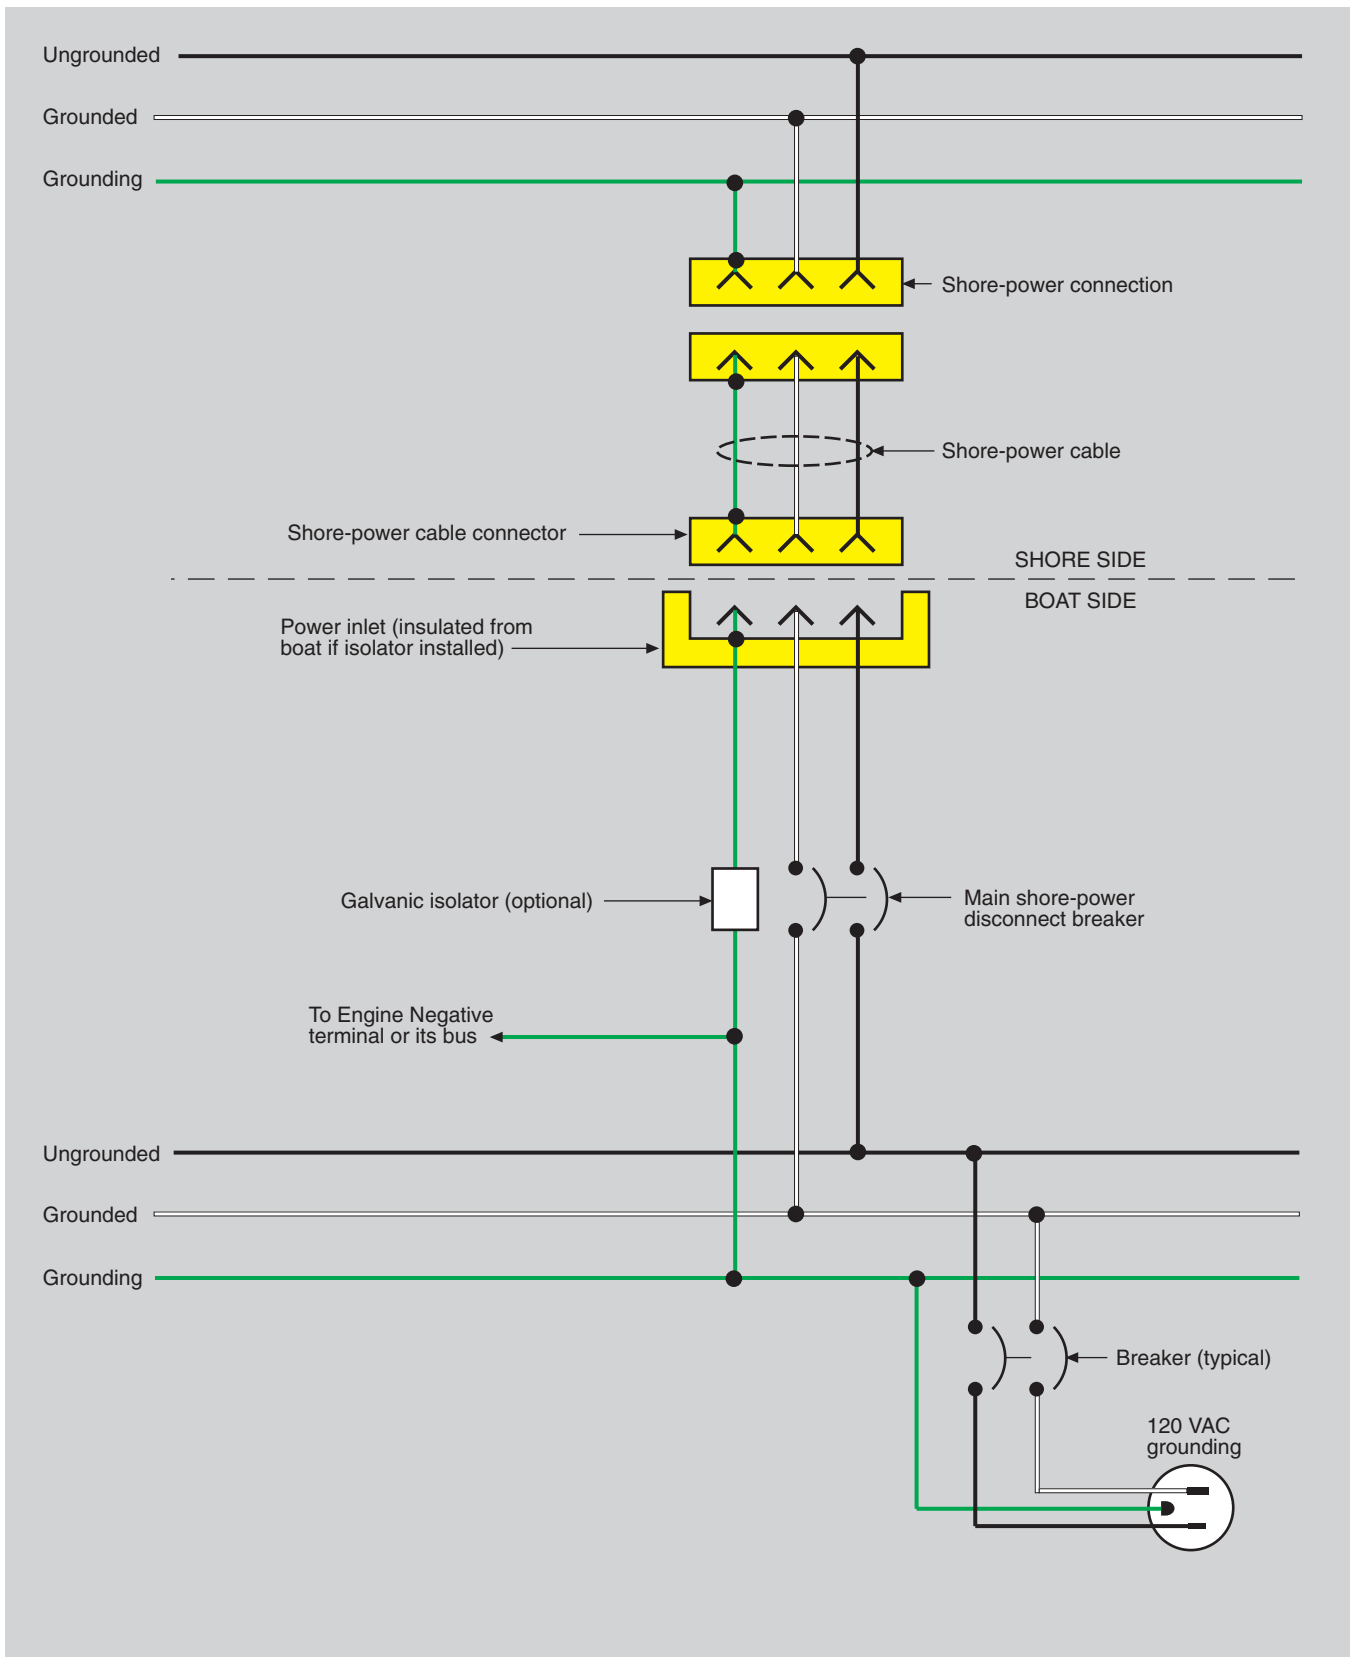 Ungrounded
Grounded
Grounding
Shore-power connection
Shore-power cable
Shore-power cable connector
SHORE SIDE
BOAT SIDE
Power inlet (insulated from
boat if isolator installed)
Galvanic isolator (optional)
Main shore-power
disconnect breaker
To Engine Negative
terminal or its bus
Ungrounded
Grounded
Grounding
Breaker (typical)
120 VAC
grounding